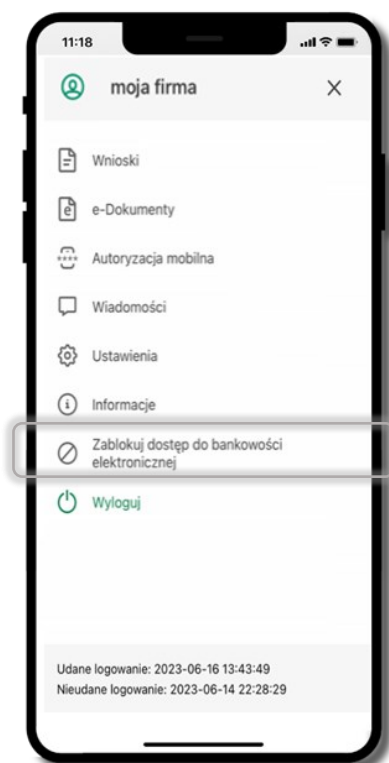 11:18
moja firma
Wnioski
e-Dokumenty
Autoryzacja mobilna
Wiadomości
Ustawienia
Informacje
Zablokuj dostęp do bankowości
elektronicznej
Wyloguj
Udane logowanie: 2023-06-16 13:43:49
Nieudane logowanie: 2023-06-14 22:28:29